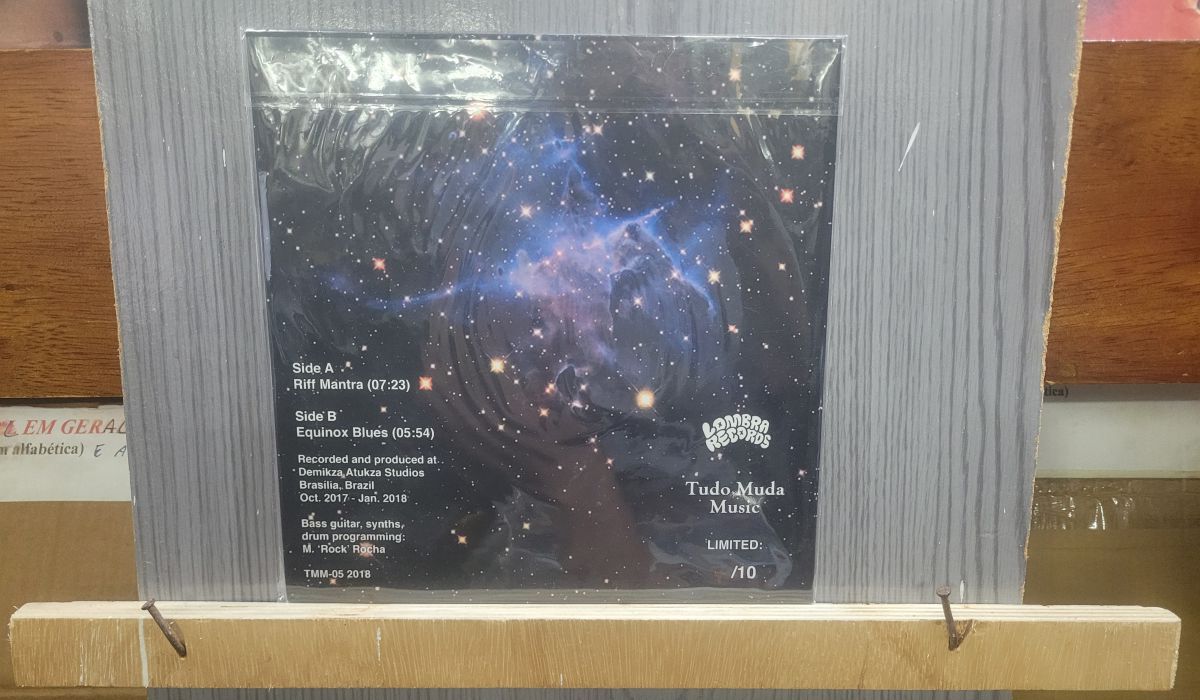 Side A
Riff Mantra (07:23)
Side B
Equinox Blues (05:54)
Recorded and produced at
Demikza Atukza Studios
Brasilia, Brazil
Oct. 2017 - Jan. 2018
Bass guitar, synths,
drum programming:
M. 'Rock' Rocha
TMM-05 2018
LOMBRA
RECORDS
Tudo Muda
Music
LIMITED:
/10
EM GERAL
alfabética) E A